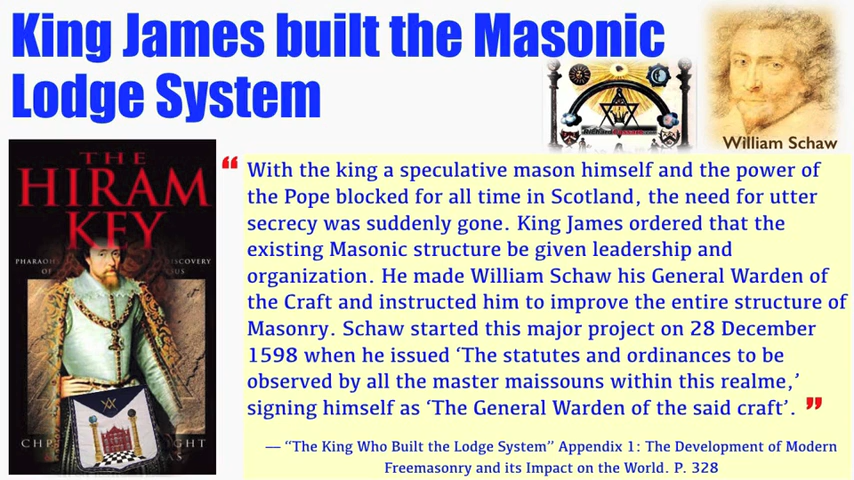 King James built the Masonic
Lodge System
William Schaw
THE
HIRAM
KEY
PHARAOHS DISCOVERY
OF
“ With the king a speculative mason himself and the power of
the Pope blocked for all time in Scotland, the need for utter
secrecy was suddenly gone. King James ordered that the
existing Masonic structure be given leadership and
organization. He made William Schaw his General Warden of
the Craft and instructed him to improve the entire structure of
Masonry. Schaw started this major project on 28 December
1598 when he issued ‘The statutes and ordinances to be
observed by all the master maissouns within this realme,’
signing himself as ‘The General Warden of the said craft’. ”
— “The King Who Built the Lodge System” Appendix 1: The Development of Modern
Freemasonry and its Impact on the World. P. 328